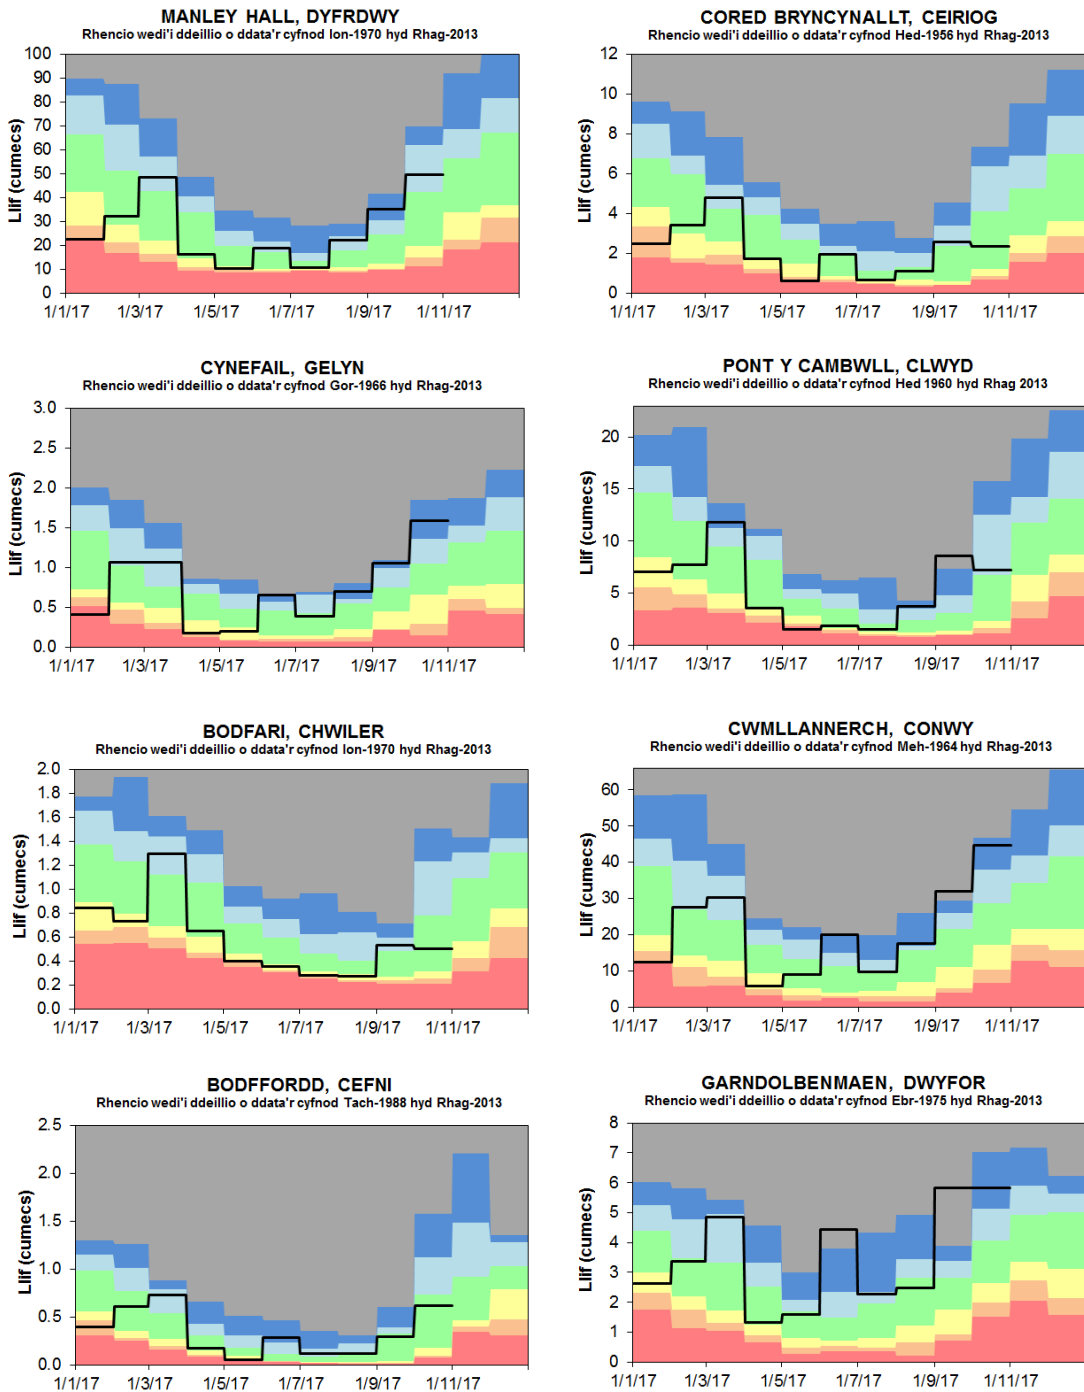 MANLEY HALL, DYFRDWY
Rhencio wedi'i ddeillio o ddata'r cyfnod Ion-1970 hyd Rhag-2013
Llif (cumecs)
100
90
80
70
60
50
40
30
20
10
0
1/1/17 1/3/17 1/5/17 1/7/17 1/9/17 1/11/17
CORED BRYNCYNALLT, CEIRIOG
Rhencio wedi'i ddeillio o ddata'r cyfnod Hed-1956 hyd Rhag-2013
Llif (cumecs)
12
10
8
6
4
2
0
1/1/17 1/3/17 1/5/17 1/7/17 1/9/17 1/11/17
CYNEFAIL, GELYN
Rhencio wedi'i ddeillio o ddata'r cyfnod Gor-1966 hyd Rhag-2013
Llif (cumecs)
3.0
2.5
2.0
1.5
1.0
0.5
0.0
1/1/17 1/3/17 1/5/17 1/7/17 1/9/17 1/11/17
PONT Y CAMBWLL, CLWYD
Rhencio wedi'i ddeillio o ddata'r cyfnod Hed 1960 hyd Rhag 2013
Llif (cumecs)
20
15
10
5
0
1/1/17 1/3/17 1/5/17 1/7/17 1/9/17 1/11/17
BODFARI, CHWILER
Rhencio wedi'i ddeillio o ddata'r cyfnod Ion-1970 hyd Rhag-2013
Llif (cumecs)
2.0
1.8
1.6
1.4
1.2
1.0
0.8
0.6
0.4
0.2
0.0
1/1/17 1/3/17 1/5/17 1/7/17 1/9/17 1/11/17
CWMLLANNERCH, CONWY
Rhencio wedi'i ddeillio o ddata'r cyfnod Meh-1964 hyd Rhag-2013
Llif (cumecs)
60
50
40
30
20
10
0
1/1/17 1/3/17 1/5/17 1/7/17 1/9/17 1/11/17
BODFFORDD, CEFNI
Rhencio wedi'i ddeillio o ddata'r cyfnod Tach-1988 hyd Rhag-2013
Llif (cumecs)
2.5
2.0
1.5
1.0
0.5
0.0
1/1/17 1/3/17 1/5/17 1/7/17 1/9/17 1/11/17
GARNDOLBENMAEN, DWYFOR
Rhencio wedi'i ddeillio o ddata'r cyfnod Ebr-1975 hyd Rhag-2013
Llif (cumecs)
8
7
6
5
4
3
2
1
0
1/1/17 1/3/17 1/5/17 1/7/17 1/9/17 1/11/17